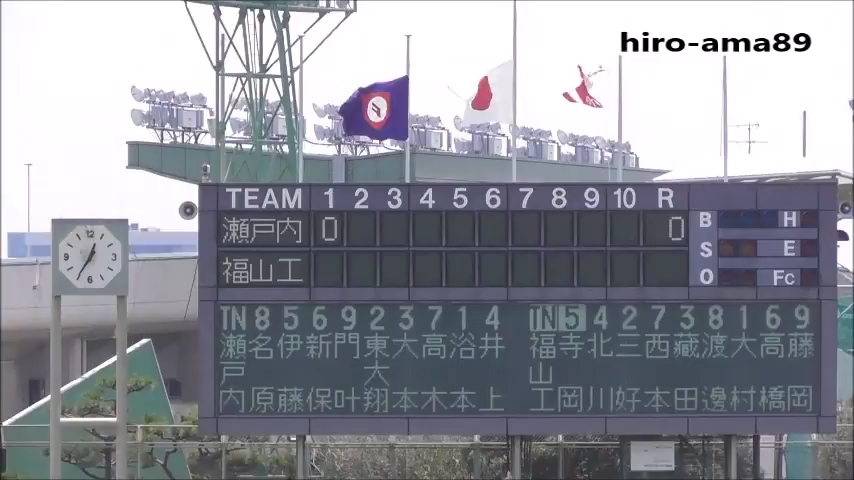 hiro-ama89
TEAM 1 2 3 4 5 6 7 8 9 10 R
瀬戸内 0 0
福山工
B H
S E
O Fc
TN 8 5 6 9 2 3 7 1 4 TN 5 4 2 7 3 8 1 6 9
瀬戸内 名原 伊藤 新保 門叶 東大翔 大本 高木 浴本 井上
福山工 寺岡 北川 三好 西本 藏田 渡邊 大村 高橋 藤岡
12
3
6
9